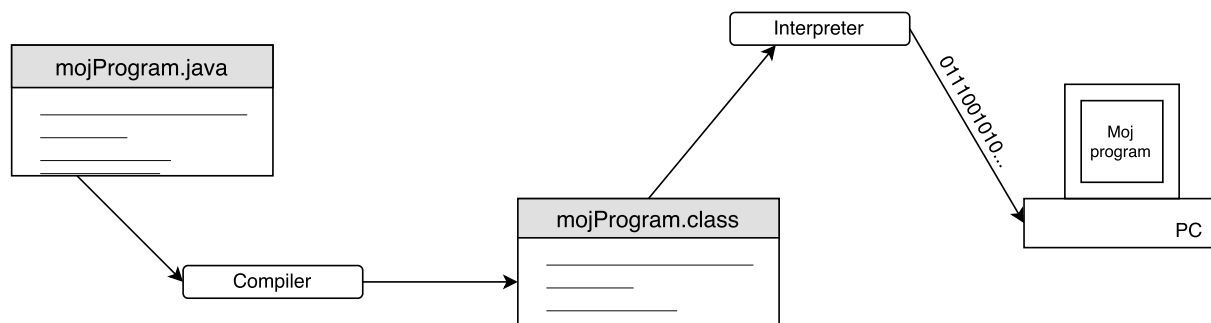 mojProgram.java
Compiler
mojProgram.class
Interpreter
0111001010...
Moj
program
PC